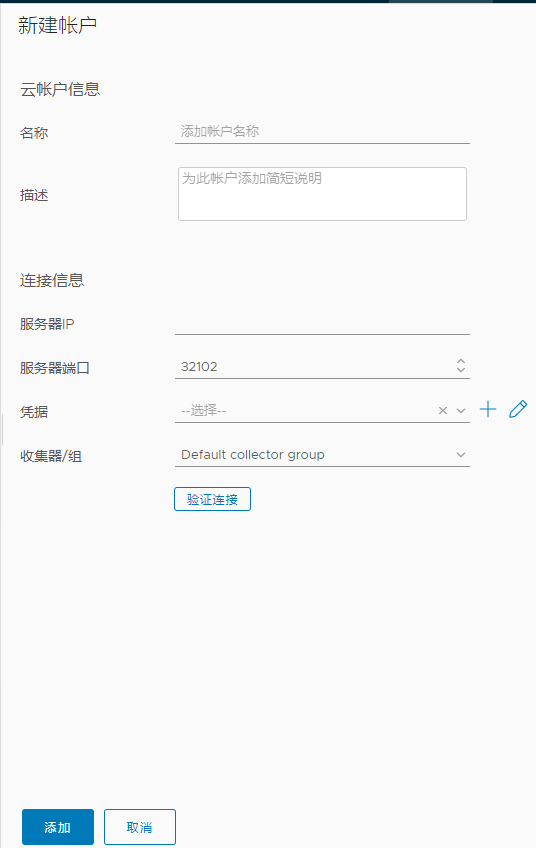 新建帐户
云帐户信息
名称 添加帐户名称
描述 为此帐户添加简短说明
连接信息
服务器IP
服务器端口 32102
凭据 --选择--
收集器/组 Default collector group
验证连接
添加 取消